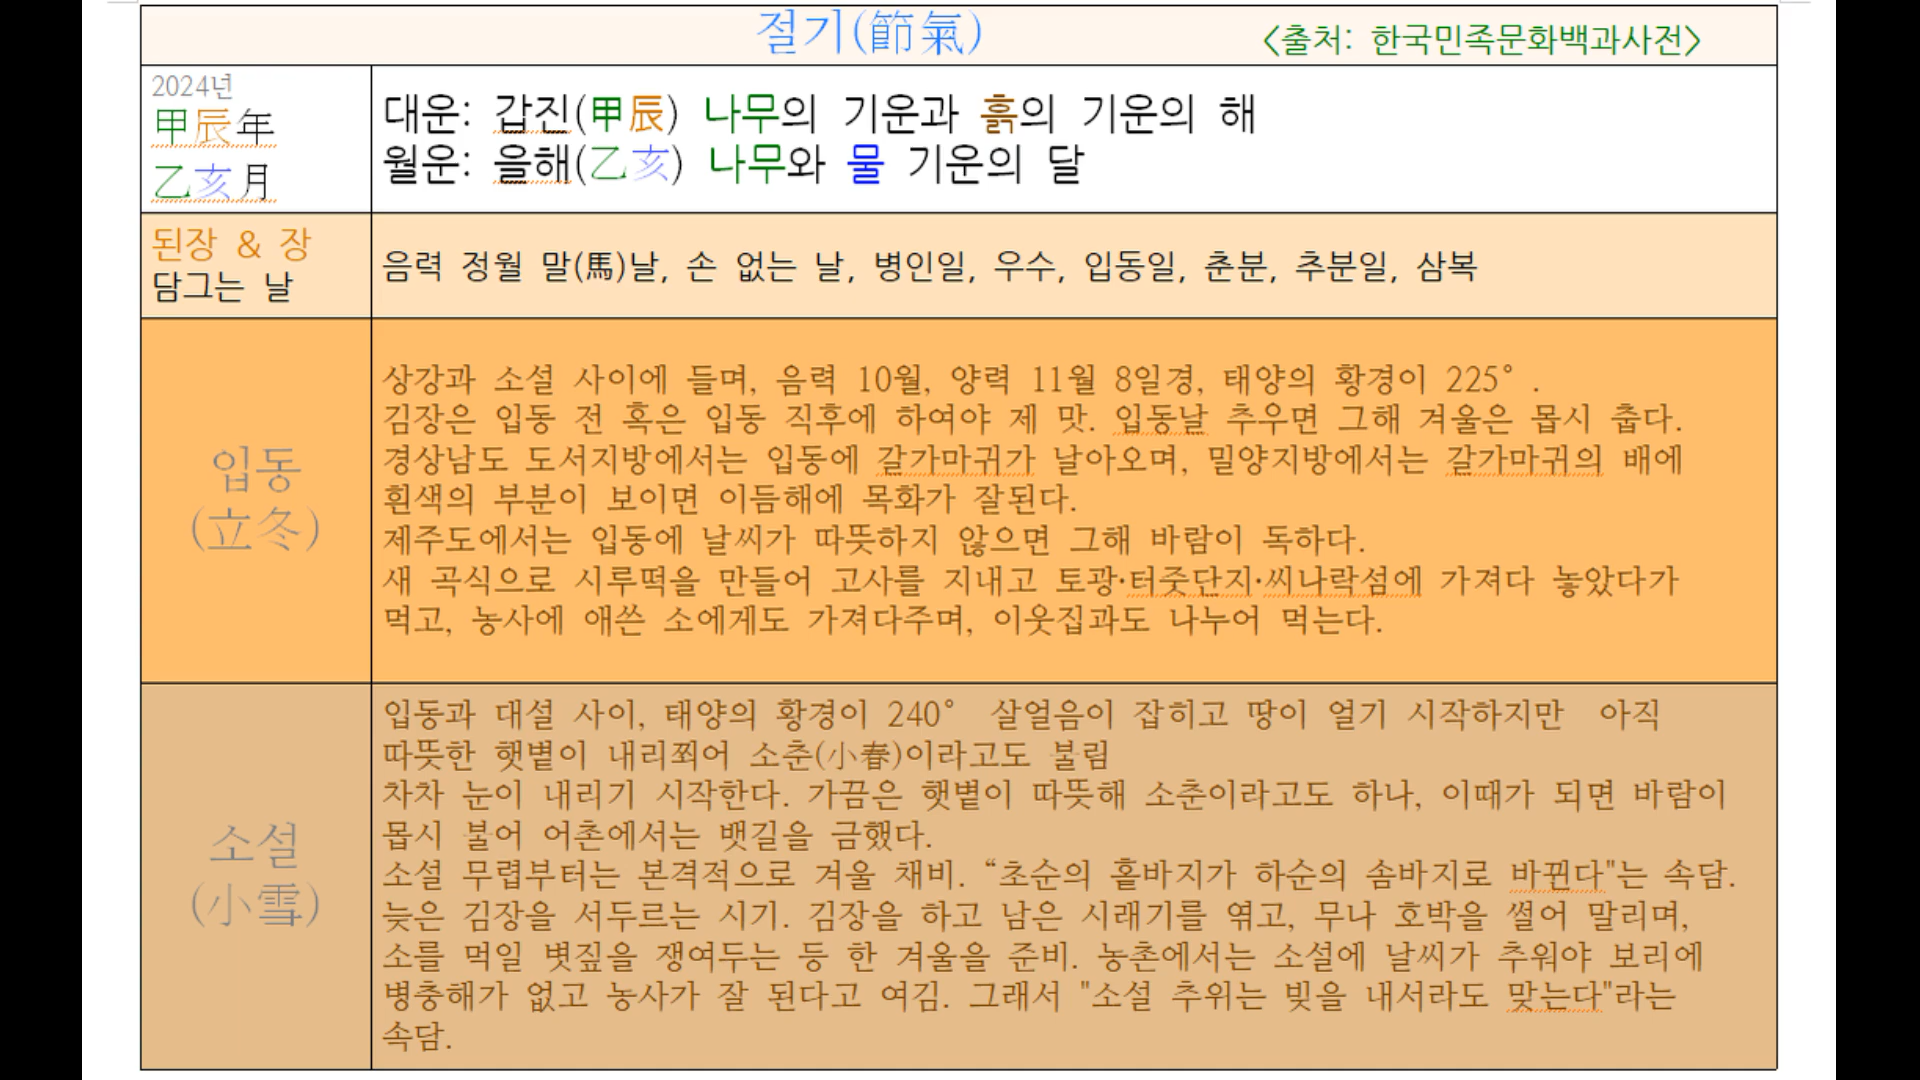 절기(節氣)
<출처: 한국민족문화백과사전>
2024년
甲辰年
乙亥月
대운: 갑진(甲辰) 나무의 기운과 흙의 기운의 해
월운: 을해(乙亥) 나무와 물 기운의 달
된장 & 장
담그는 날
음력 정월 말(馬)날, 손 없는 날, 병인일, 우수, 입동일, 춘분, 추분일, 삼복
입동
(立冬)
상강과 소설 사이에 들며, 음력 10월, 양력 11월 8일경, 태양의 황경이 225° .
김장은 입동 전 혹은 입동 직후에 하여야 제 맛. 입동날 추우면 그해 겨울은 몹시 춥다.
경상남도 도서지방에서는 입동에 갈가마귀가 날아오며, 밀양지방에서는 갈가마귀의 배에
흰색의 부분이 보이면 이듬해에 목화가 잘된다.
제주도에서는 입동에 날씨가 따뜻하지 않으면 그해 바람이 독하다.
새 곡식으로 시루떡을 만들어 고사를 지내고 토광·터줏단지·씨나락섬에 가져다 놓았다가
먹고, 농사에 애쓴 소에게도 가져다주며, 이웃집과도 나누어 먹는다.
소설
(小雪)
입동과 대설 사이, 태양의 황경이 240° 살얼음이 잡히고 땅이 얼기 시작하지만 아직
따뜻한 햇볕이 내리쬐어 소춘(小春)이라고도 불림
차차 눈이 내리기 시작한다. 가끔은 햇볕이 따뜻해 소춘이라고도 하나, 이때가 되면 바람이
몹시 불어 어촌에서는 뱃길을 금했다.
소설 무렵부터는 본격적으로 겨울 채비. “초순의 홑바지가 하순의 솜바지로 바뀐다"는 속담.
늦은 김장을 서두르는 시기. 김장을 하고 남은 시래기를 엮고, 무나 호박을 썰어 말리며,
소를 먹일 볏짚을 쟁여두는 등 한 겨울을 준비. 농촌에서는 소설에 날씨가 추워야 보리에
병충해가 없고 농사가 잘 된다고 여김. 그래서 "소설 추위는 빚을 내서라도 맞는다"라는
속담.